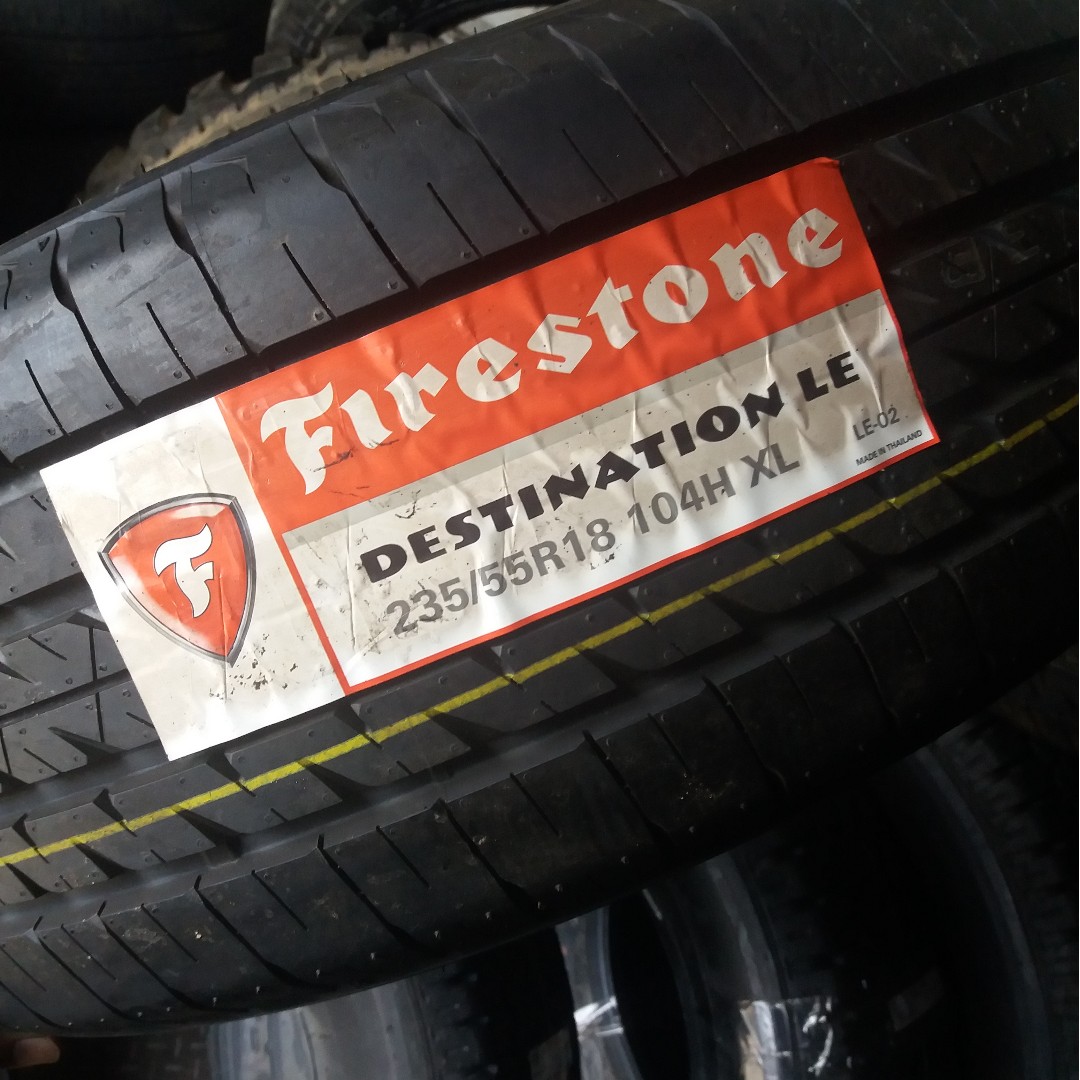 Firestone
DESTINATION LE
235/55R18 104H XL
LE-02
MADE IN THAILAND
F